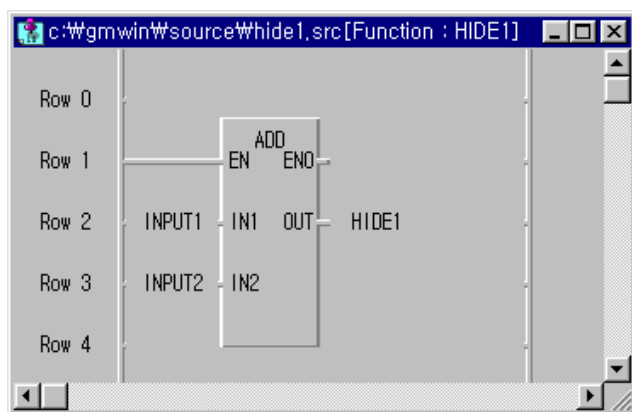 c:₩gmwin₩source₩hide1.src[Function : HIDE1]
Row 0
ADD
Row 1 EN ENO
Row 2 INPUT1 IN1 OUT HIDE1
Row 3 INPUT2 IN2
Row 4